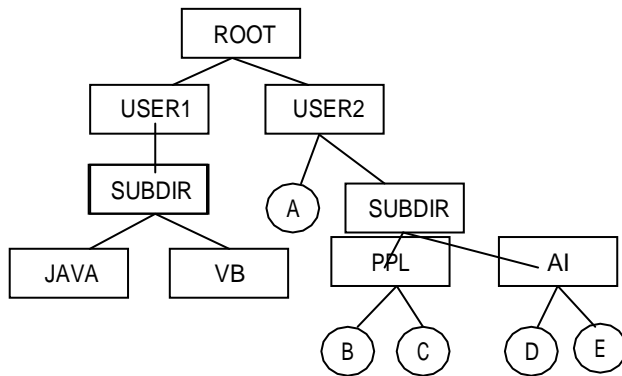 ROOT
USER1 USER2
SUBDIR
A
SUBDIR
JAVA VB
PPL AI
B C D E